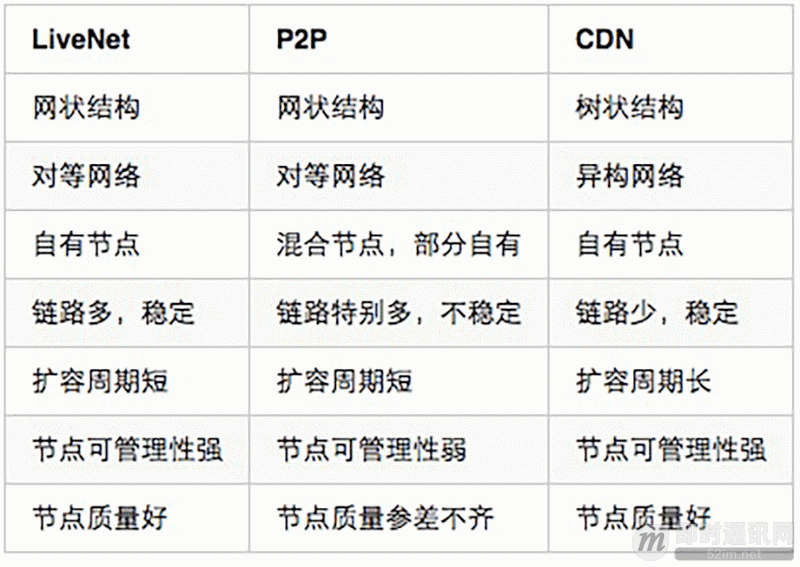 LiveNet P2P CDN
网状结构 网状结构 树状结构
对等网络 对等网络 异构网络
自有节点 混合节点，部分自有 自有节点
链路多，稳定 链路特别多，不稳定 链路少，稳定
扩容周期短 扩容周期短 扩容周期长
节点可管理性强 节点可管理性弱 节点可管理性强
节点质量好 节点质量参差不齐 节点质量好
即时通讯网
52im.net